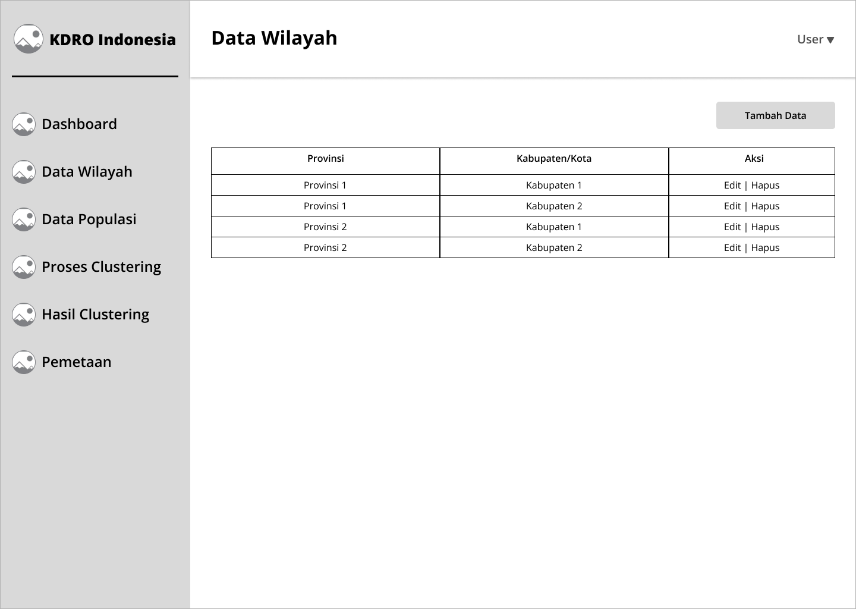 KDRO Indonesia
Dashboard
Data Wilayah
Data Populasi
Proses Clustering
Hasil Clustering
Pemetaan
Data Wilayah
User ▼
Tambah Data
Provinsi Kabupaten/Kota Aksi
Provinsi 1 Kabupaten 1 Edit | Hapus
Provinsi 1 Kabupaten 2 Edit | Hapus
Provinsi 2 Kabupaten 1 Edit | Hapus
Provinsi 2 Kabupaten 2 Edit | Hapus